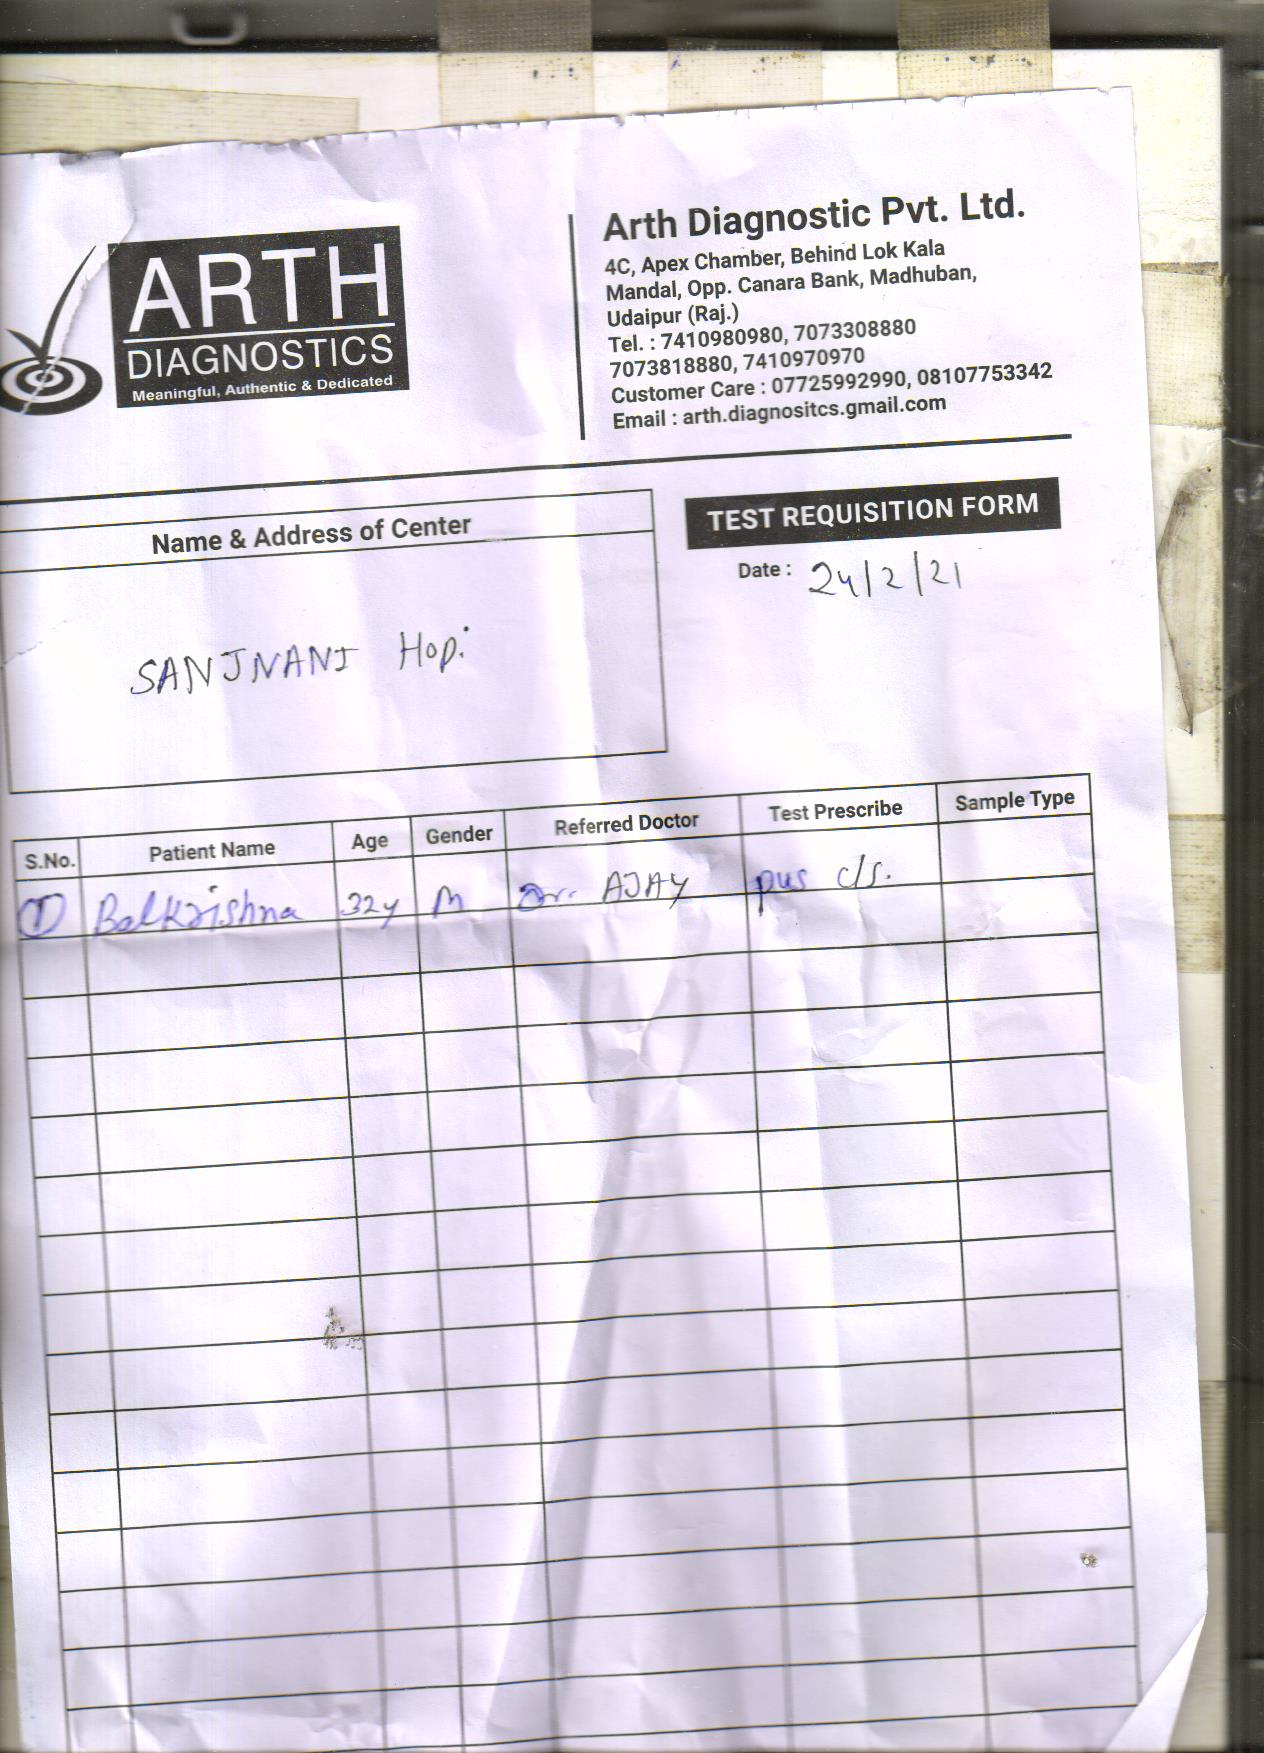 ARTH
DIAGNOSTICS
Meaningful, Authentic & Dedicated
Arth Diagnostic Pvt. Ltd.
4C, Apex Chamber, Behind Lok Kala
Mandal, Opp. Canara Bank, Madhuban,
Udaipur (Raj.)
Tel. : 7410980980, 7073308880
7073818880, 7410970970
Customer Care : 07725992990, 08107753342
Email : arth.diagnositcs.gmail.com
Name & Address of Center
SANJNANI Hop.
TEST REQUISITION FORM
Date : 24/2/21
S.No. Patient Name Age Gender Referred Doctor Test Prescribe Sample Type
1 Balkrishna 32y M Dr. AJAY pus c/s.